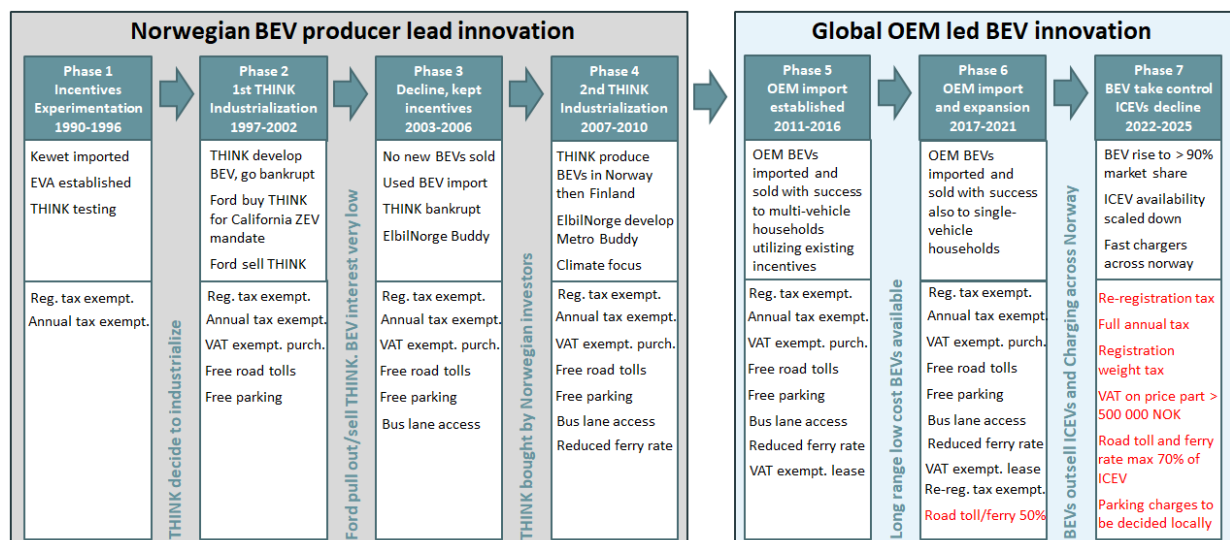 Norwegian BEV producer lead innovation
Phase 1
Incentives
Experimentation
1990-1996
Kewet imported
EVA established
THINK testing
Reg. tax exempt.
Annual tax exempt.
THINK decide to industrialize
Phase 2
1st THINK
Industrialization
1997-2002
THINK develop
BEV, go bankrupt
Ford buy THINK
for California ZEV
mandate
Ford sell THINK
Reg. tax exempt.
Annual tax exempt.
VAT exempt. purch.
Free road tolls
Free parking
Ford pull out/sell THINK. BEV interest very low
Phase 3
Decline, kept
incentives
2003-2006
No new BEVs sold
Used BEV import
THINK bankrupt
ElbilNorge Buddy
Reg. tax exempt.
Annual tax exempt.
VAT exempt. purch.
Free road tolls
Free parking
Bus lane access
THINK bought by Norwegian investors
Phase 4
2nd THINK
Industrialization
2007-2010
THINK produce
BEVs in Norway
then Finland
ElbilNorge develop
Metro Buddy
Climate focus
Reg. tax exempt.
Annual tax exempt.
VAT exempt. purch.
Free road tolls
Free parking
Bus lane access
Reduced ferry rate
Global OEM led BEV innovation
Phase 5
OEM import
established
2011-2016
OEM BEVs
imported and
sold with success
to multi-vehicle
households
utilizing existing
incentives
Reg. tax exempt.
Annual tax exempt.
VAT exempt. purch.
Free road tolls
Free parking
Bus lane access
Reduced ferry rate
VAT exempt. lease
Long range low cost BEVs available
Phase 6
OEM import
and expansion
2017-2021
OEM BEVs
imported and
sold with success
also to single-
vehicle
households
Reg. tax exempt.
Annual tax exempt.
VAT exempt. purch.
Free road tolls
Free parking
Bus lane access
Reduced ferry rate
VAT exempt. lease
Re-reg. tax exempt.
Road toll/ferry 50%
BEVs outsell ICEVs and Charging across Norway
Phase 7
BEV take control
ICEVs decline
2022-2025
BEV rise to > 90%
market share
ICEV availability
scaled down
Fast chargers
across norway
Re-registration tax
Full annual tax
Registration
weight tax
VAT on price part >
500 000 NOK
Road toll and ferry
rate max 70% of
ICEV
Parking charges to
be decided locally